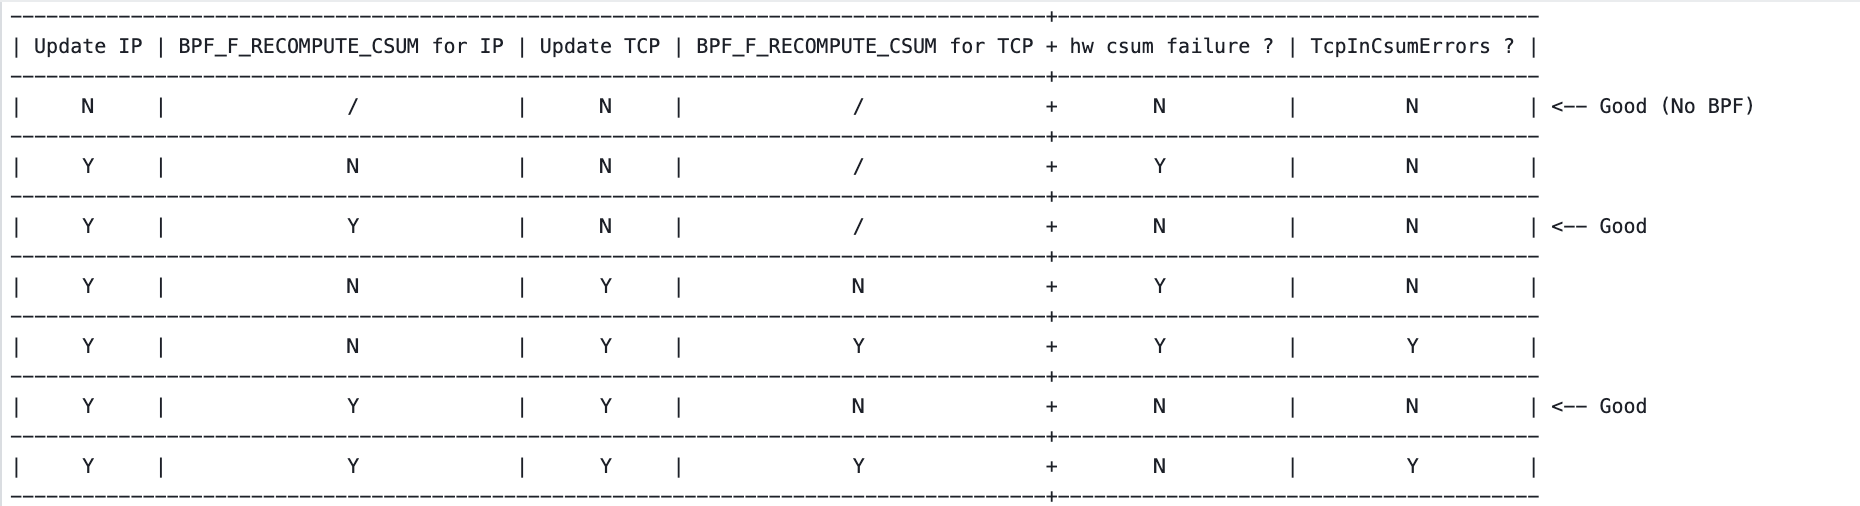 | Update IP | BPF_F_RECOMPUTE_CSUM for IP | Update TCP | BPF_F_RECOMPUTE_CSUM for TCP + hw csum failure ? | TcpInCsumErrors ? |
| N | / | N | / + N | N | <-- Good (No BPF)
| Y | N | N | / + Y | N |
| Y | Y | N | / + N | N | <-- Good
| Y | N | Y | N + Y | N |
| Y | N | Y | Y + Y | Y |
| Y | Y | Y | N + N | N | <-- Good
| Y | Y | Y | Y + N | Y |